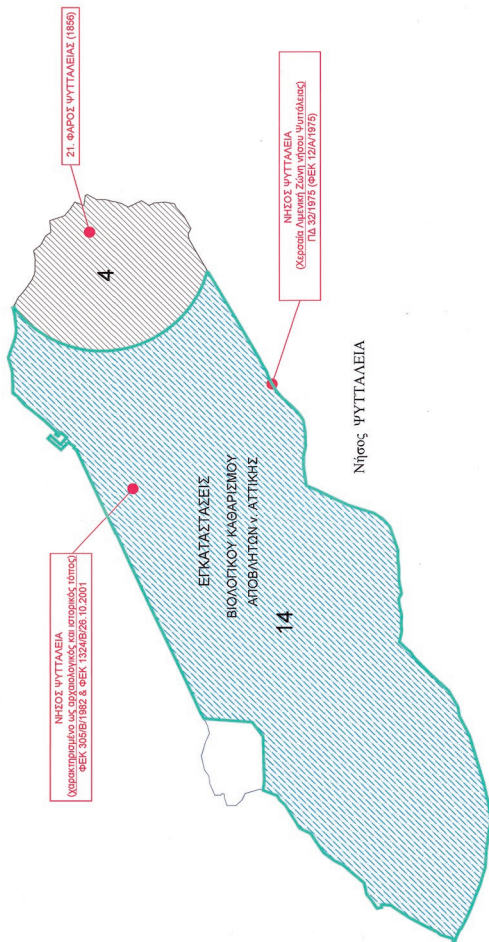 21. ΦΑΡΟΣ ΨΥΤΤΑΛΕΙΑΣ (1856)
4
ΝΗΣΟΣ ΨΥΤΤΑΛΕΙΑ
(Χερσαία Λιμενική Ζώνη νήσου Ψυττάλειας)
ΠΔ 32/1975 (ΦΕΚ 12/Α/1975)
ΝΗΣΟΣ ΨΥΤΤΑΛΕΙΑ
(χαρακτηρισμένο ως αρχαιολογικός και ιστορικός τόπος)
ΦΕΚ 305/Β/1982 & ΦΕΚ 1324/Β/26.10.2001
ΕΓΚΑΤΑΣΤΑΣΕΙΣ
ΒΙΟΛΟΓΙΚΟΥ ΚΑΘΑΡΙΣΜΟΥ
ΑΠΟΒΛΗΤΩΝ ν. ΑΤΤΙΚΗΣ
14
Νήσος ΨΥΤΤΑΛΕΙΑ